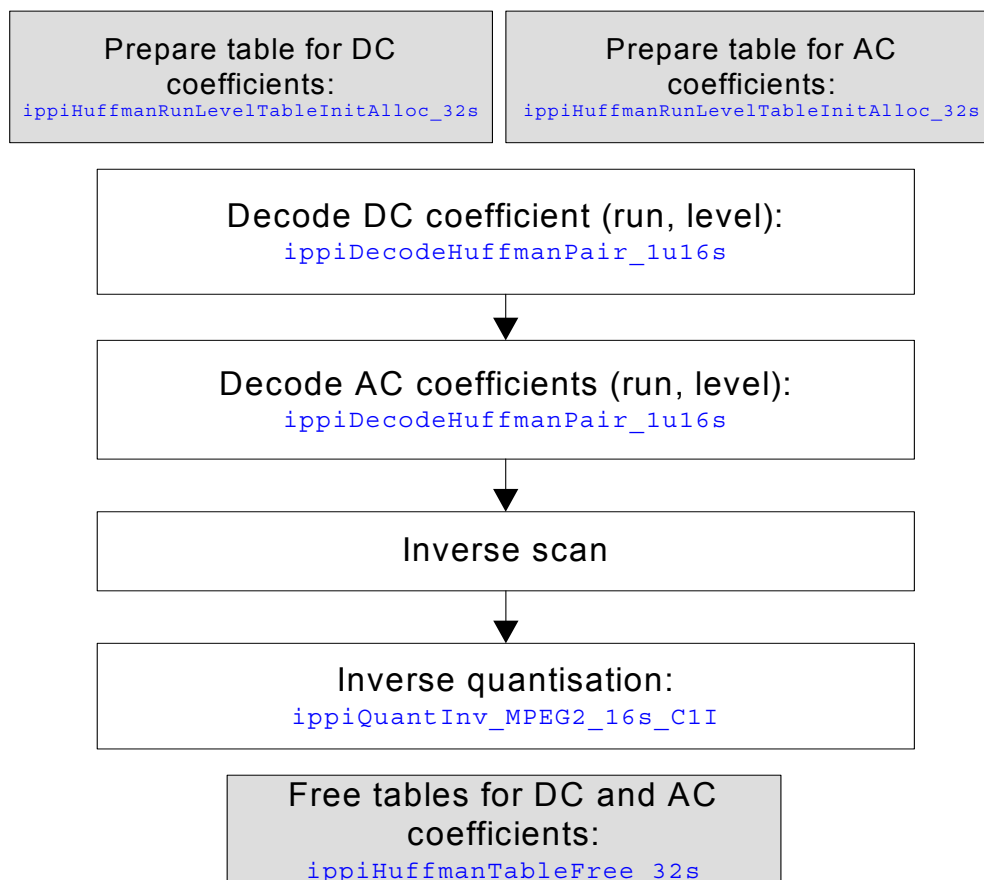 Prepare table for DC
coefficients:
ippiHuffmanRunLevelTableInitAlloc_32s
Prepare table for AC
coefficients:
ippiHuffmanRunLevelTableInitAlloc_32s
Decode DC coefficient (run, level):
ippiDecodeHuffmanPair_1u16s
Decode AC coefficients (run, level):
ippiDecodeHuffmanPair_1u16s
Inverse scan
Inverse quantisation:
ippiQuantInv_MPEG2_16s_C1I
Free tables for DC and AC
coefficients:
ippiHuffmanTableFree_32s